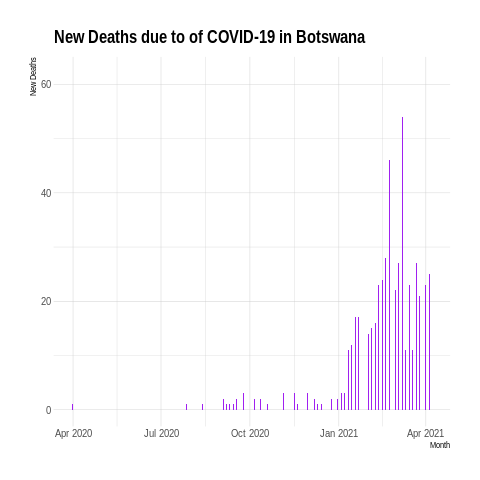 New Deaths due to of COVID-19 in Botswana
New Deaths
60
40
20
0
Apr 2020 Jul 2020 Oct 2020 Jan 2021 Apr 2021
Month